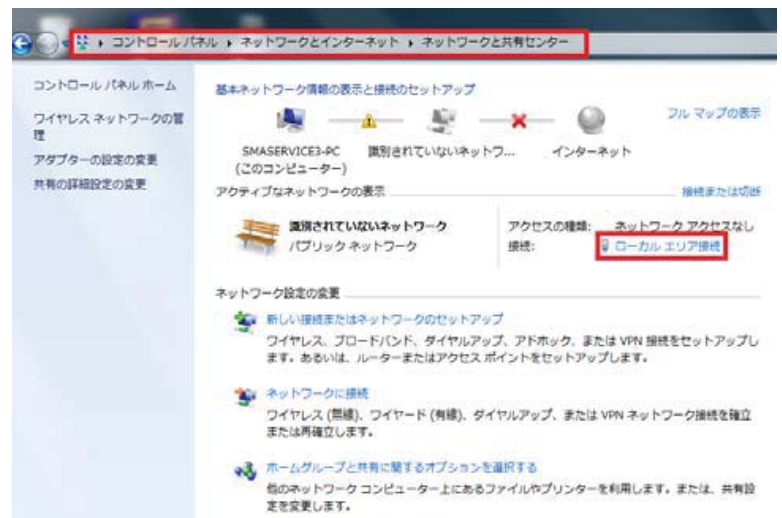 コントロール パネル ▸ ネットワークとインターネット ▸ ネットワークと共有センター
コントロール パネル ホーム
ワイヤレス ネットワークの管
理
アダプターの設定の変更
共有の詳細設定の変更
基本ネットワーク情報の表示と接続のセットアップ
フル マップの表示
SMASERVICE3-PC
(このコンピューター)
識別されていないネットワ...
インターネット
アクティブなネットワークの表示
接続または切断
識別されていないネットワーク
パブリック ネットワーク
アクセスの種類: ネットワーク アクセスなし
接続: ローカル エリア接続
ネットワーク設定の変更
新しい接続またはネットワークのセットアップ
ワイヤレス、ブロードバンド、ダイヤルアップ、アドホック、または VPN 接続をセットアップし
ます。あるいは、ルーターまたはアクセス ポイントをセットアップします。
ネットワークに接続
ワイヤレス (無線)、ワイヤード (有線)、ダイヤルアップ、または VPN ネットワーク接続を確立
または再確立します。
ホームグループと共有に関するオプションを選択する
他のネットワーク コンピューター上にあるファイルやプリンターを利用します。または、共有設
定を変更します。